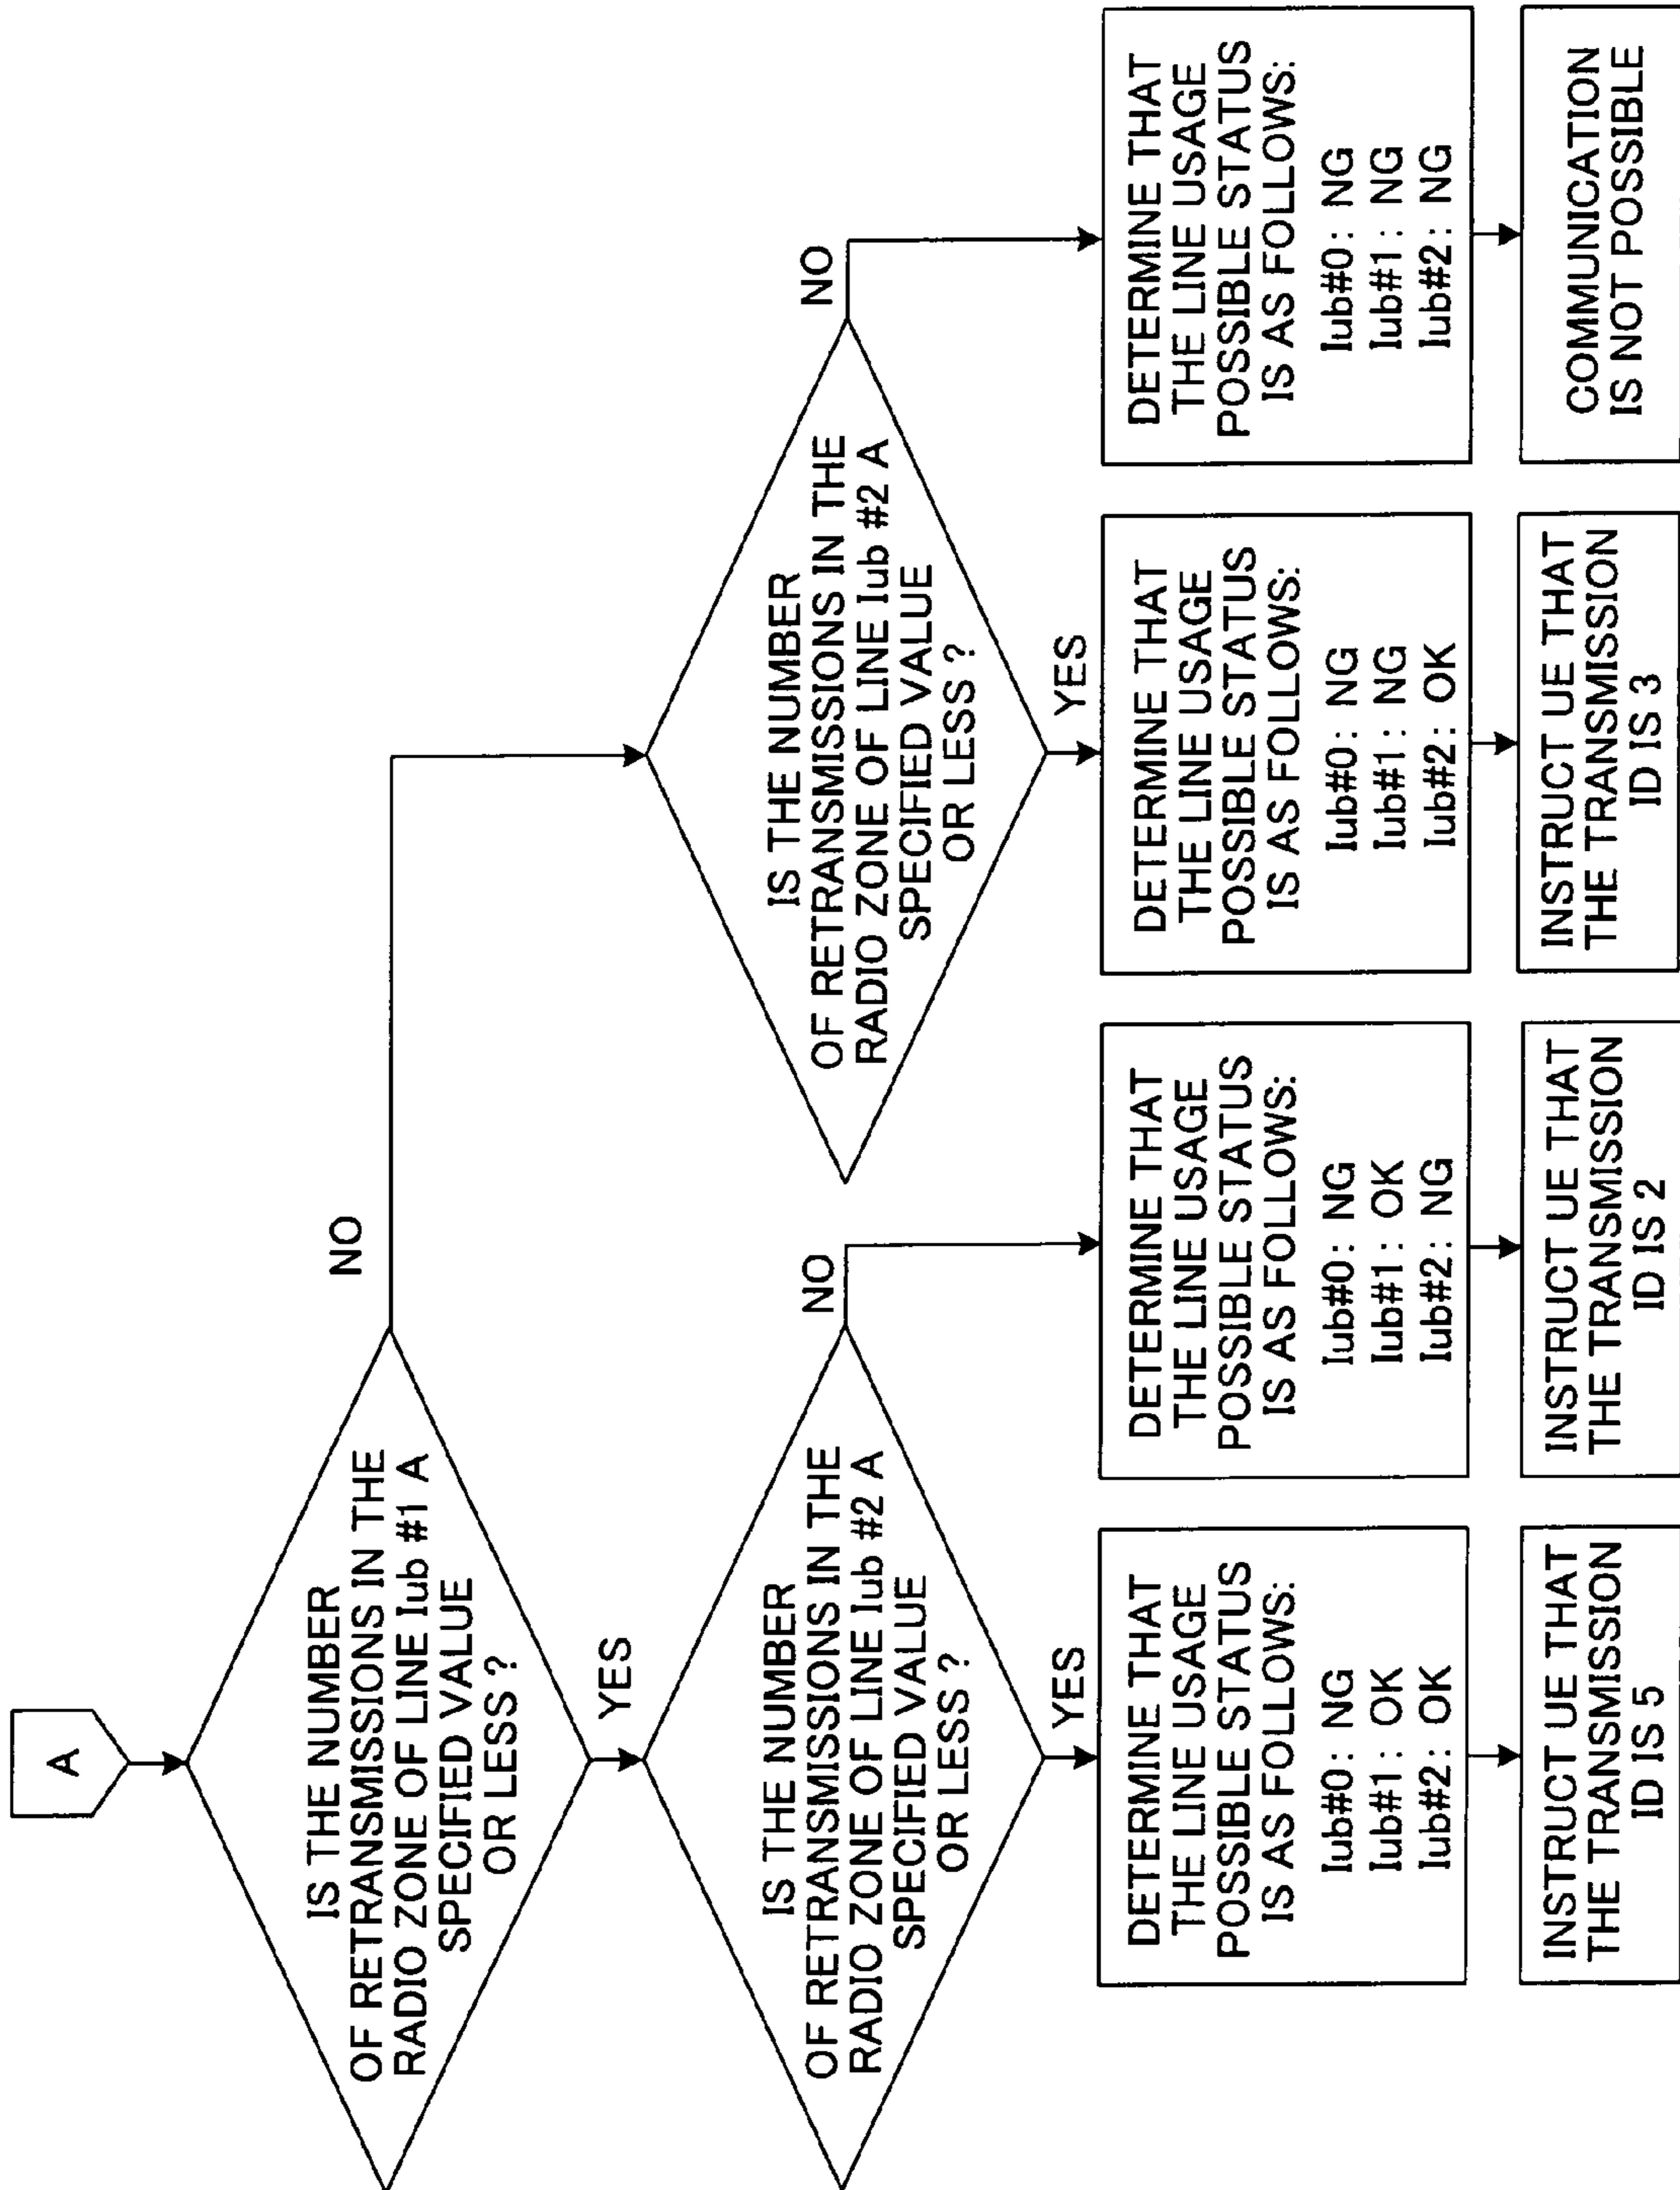 A
IS THE NUMBER
OF RETRANSMISSIONS IN THE
RADIO ZONE OF LINE Iub #1 A
SPECIFIED VALUE
OR LESS ?
NO
YES
IS THE NUMBER
OF RETRANSMISSIONS IN THE
RADIO ZONE OF LINE Iub #2 A
SPECIFIED VALUE
OR LESS ?
NO
YES
IS THE NUMBER
OF RETRANSMISSIONS IN THE
RADIO ZONE OF LINE Iub #2 A
SPECIFIED VALUE
OR LESS ?
NO
YES
DETERMINE THAT
THE LINE USAGE
POSSIBLE STATUS
IS AS FOLLOWS:
Iub#0: NG
Iub#1: OK
Iub#2: OK
DETERMINE THAT
THE LINE USAGE
POSSIBLE STATUS
IS AS FOLLOWS:
Iub#0: NG
Iub#1: OK
Iub#2: NG
DETERMINE THAT
THE LINE USAGE
POSSIBLE STATUS
IS AS FOLLOWS:
Iub#0: NG
Iub#1: NG
Iub#2: OK
DETERMINE THAT
THE LINE USAGE
POSSIBLE STATUS
IS AS FOLLOWS:
Iub#0: NG
Iub#1: NG
Iub#2: NG
INSTRUCT UE THAT
THE TRANSMISSION
ID IS 5
INSTRUCT UE THAT
THE TRANSMISSION
ID IS 2
INSTRUCT UE THAT
THE TRANSMISSION
ID IS 3
COMMUNICATION
IS NOT POSSIBLE